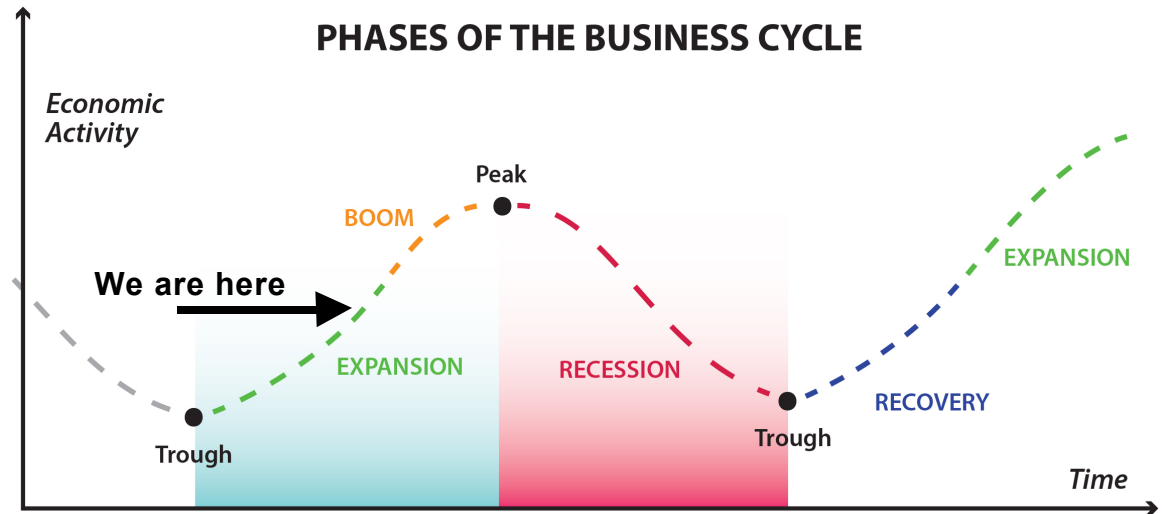 PHASES OF THE BUSINESS CYCLE
Economic
Activity
Peak
BOOM
We are here
EXPANSION
EXPANSION
RECESSION
RECOVERY
Trough
Trough
Time